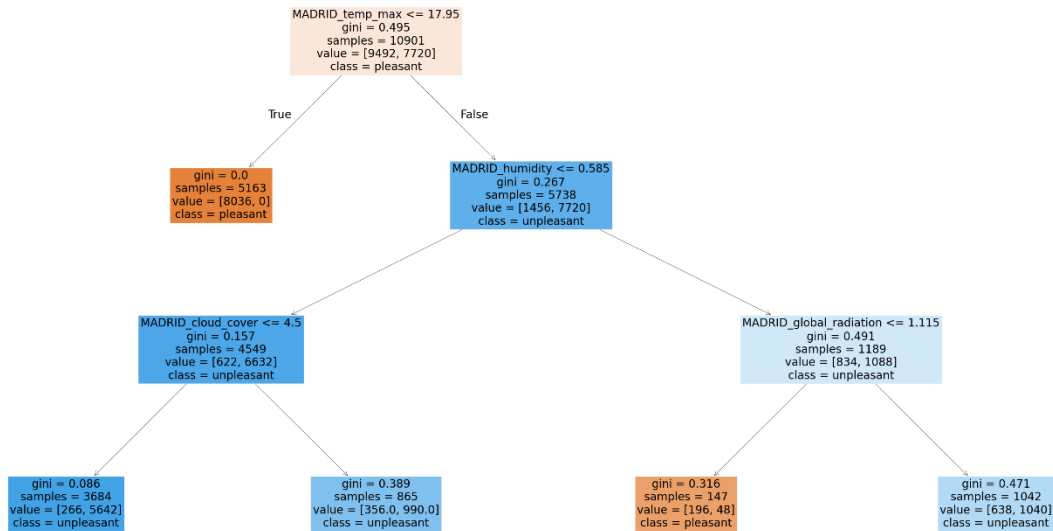 MADRID_temp_max <= 17.95
gini = 0.495
samples = 10901
value = [9492, 7720]
class = pleasant
True
False
gini = 0.0
samples = 5163
value = [8036, 0]
class = pleasant
MADRID_humidity <= 0.585
gini = 0.267
samples = 5738
value = [1456, 7720]
class = unpleasant
MADRID_cloud_cover <= 4.5
gini = 0.157
samples = 4549
value = [622, 6632]
class = unpleasant
MADRID_global_radiation <= 1.115
gini = 0.491
samples = 1189
value = [834, 1088]
class = unpleasant
gini = 0.086
samples = 3684
value = [266, 5642]
class = unpleasant
gini = 0.389
samples = 865
value = [356.0, 990.0]
class = unpleasant
gini = 0.316
samples = 147
value = [196, 48]
class = pleasant
gini = 0.471
samples = 1042
value = [638, 1040]
class = unpleasant